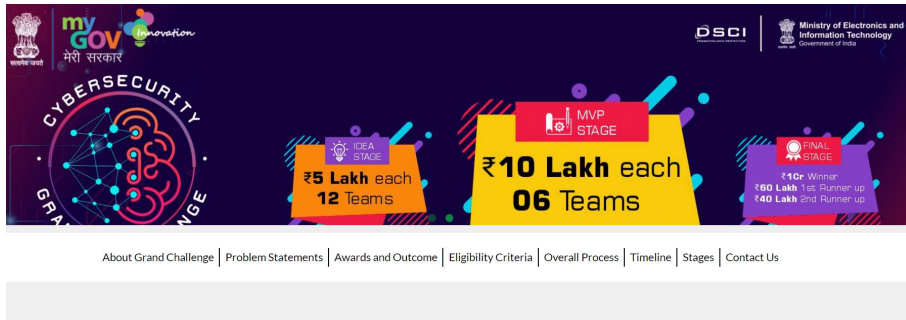 my
GOV
मेरी सरकार
Innovation
सत्यमेव जयते
DSCI
Ministry of Electronics and
Information Technology
Government of India
CYBERSECURITY
GRAND CHALLENGE
IDEA
STAGE
₹5 Lakh each
12 Teams
MVP
STAGE
₹10 Lakh each
06 Teams
FINAL
STAGE
₹1Cr Winner
₹60 Lakh 1st Runner up
₹40 Lakh 2nd Runner up
About Grand Challenge | Problem Statements | Awards and Outcome | Eligibility Criteria | Overall Process | Timeline | Stages | Contact Us